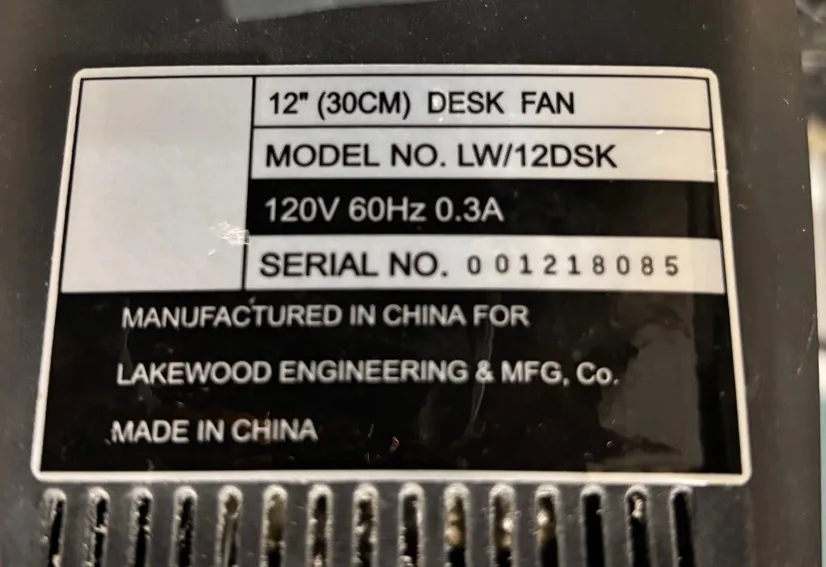 12" (30CM) DESK FAN
MODEL NO. LW/12DSK
120V 60Hz 0.3A
SERIAL NO. 001218085
MANUFACTURED IN CHINA FOR
LAKEWOOD ENGINEERING & MFG, Co.
MADE IN CHINA